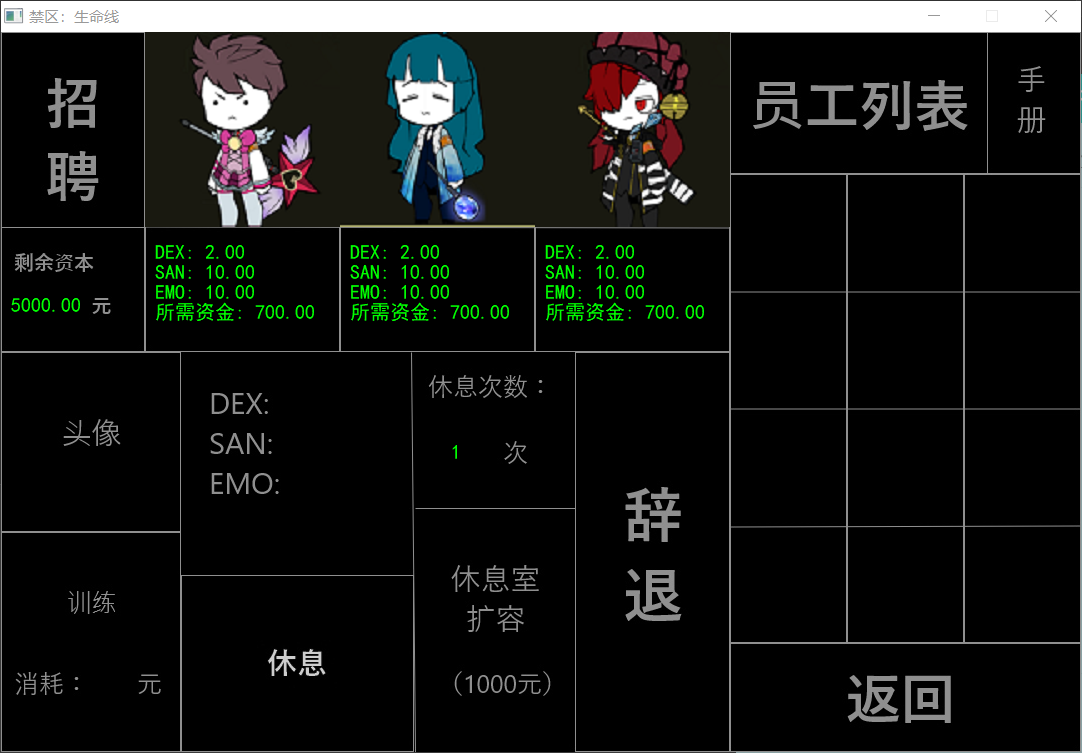 禁区：生命线
招
聘
员工列表
手
册
剩余资本
5000.00 元
DEX: 2.00
SAN: 10.00
EMO: 10.00
所需资金: 700.00
DEX: 2.00
SAN: 10.00
EMO: 10.00
所需资金: 700.00
DEX: 2.00
SAN: 10.00
EMO: 10.00
所需资金: 700.00
头像
DEX:
SAN:
EMO:
休息次数：
1 次
辞
退
训练
消耗： 元
休息
休息室
扩容
（1000元）
返回